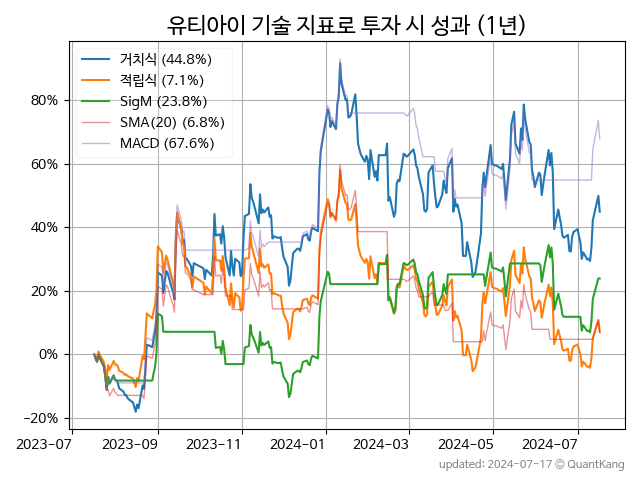 유티아이 기술 지표로 투자 시 성과 (1년)
거치식 (44.8%)
적립식 (7.1%)
SigM (23.8%)
SMA(20) (6.8%)
MACD (67.6%)
80%
60%
40%
20%
0%
−20%
2023-07 2023-09 2023-11 2024-01 2024-03 2024-05 2024-07
updated: 2024-07-17 ⓒ QuantKang